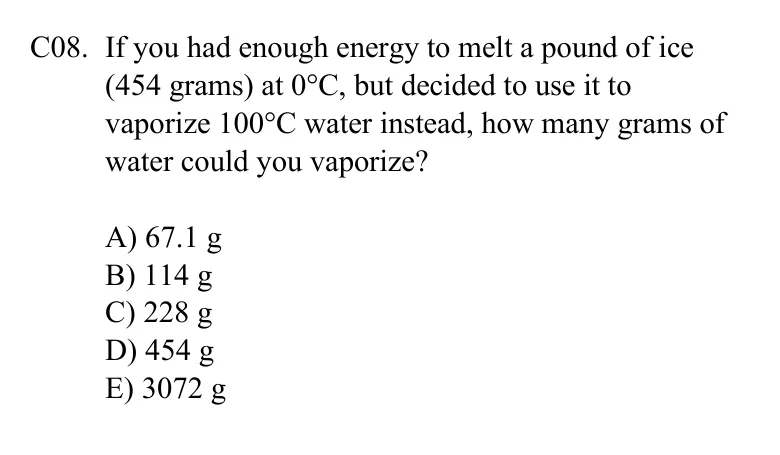 C08. If you had enough energy to melt a pound of ice
(454 grams) at 0°C, but decided to use it to
vaporize 100°C water instead, how many grams of
water could you vaporize?
A) 67.1 g
B) 114 g
C) 228 g
D) 454 g
E) 3072 g